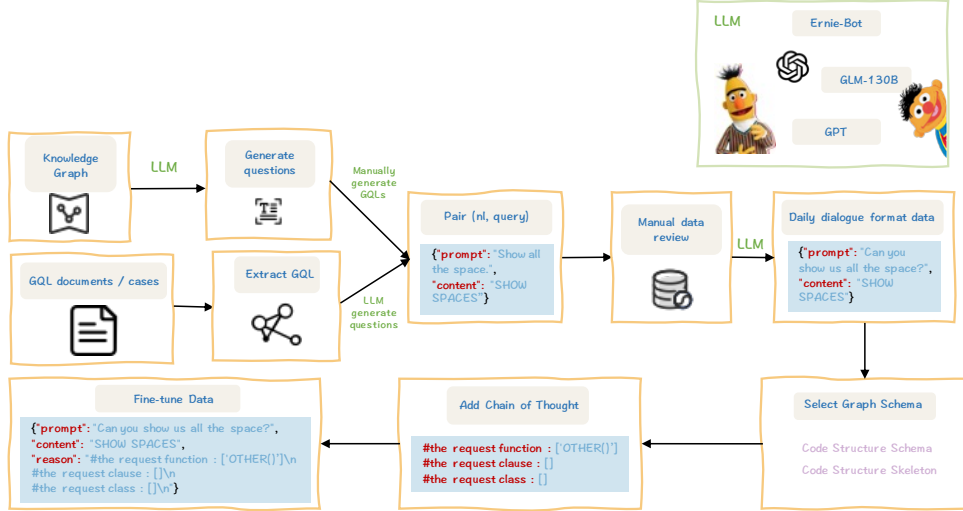 LLM
Ernie-Bot
GLM-130B
GPT
Knowledge
Graph
LLM
Generate
questions
Manually
generate
GQLs
GQL documents / cases
Extract GQL
LLM
generate
questions
Pair (nl, query)
{"prompt": "Show all
the space.",
"content": "SHOW
SPACES"}
Manual data
review
LLM
Daily dialogue format data
{"prompt": "Can you
show us all the space?",
"content": "SHOW
SPACES"}
Select Graph Schema
Code Structure Schema
Code Structure Skeleton
Add Chain of Thought
#the request function : ['OTHER()']
#the request clause : []
#the request class : []
Fine-tune Data
{"prompt": "Can you show us all the space?",
"content": "SHOW SPACES",
"reason": "#the request function : ['OTHER()']\n
#the request clause : []\n
#the request class : []\n"}